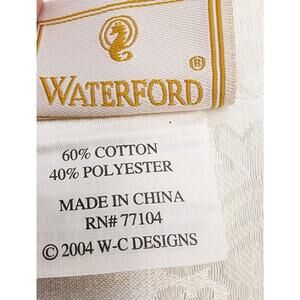 WATERFORD ®
60% COTTON
40% POLYESTER
MADE IN CHINA
RN# 77104
© 2004 W-C DESIGNS